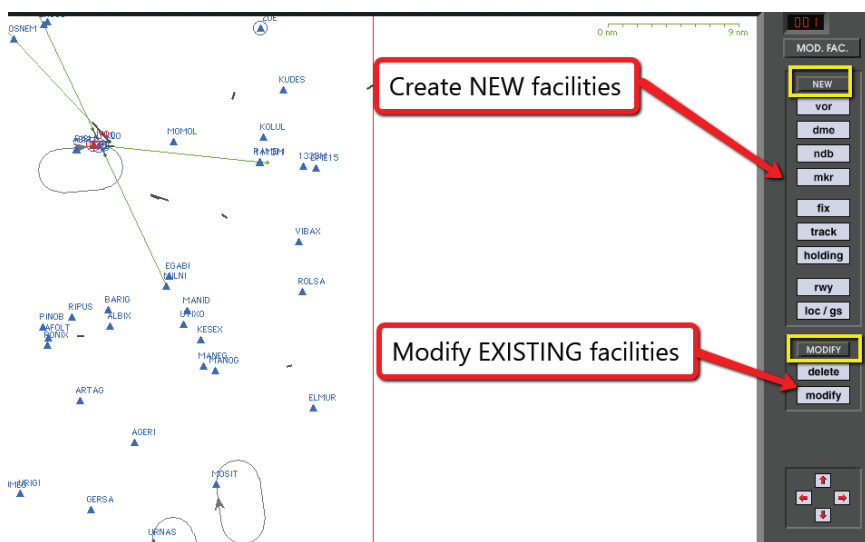 OSNEM
ZUE
0 nm
9 nm
001
MOD. FAC.
Create NEW facilities
NEW
vor
dme
ndb
mkr
fix
track
holding
rwy
loc / gs
Modify EXISTING facilities
MODIFY
delete
modify
KUDES
KOLUL
MOMOL
VIBAX
EGABI
ROLSA
BARIG
MANID
RIPUS
PINOB
ALBIX
UTIXO
KESEX
MANEG
MANOG
ARTAG
ELMUR
AGERI
MOSIT
GERSA
URNAS